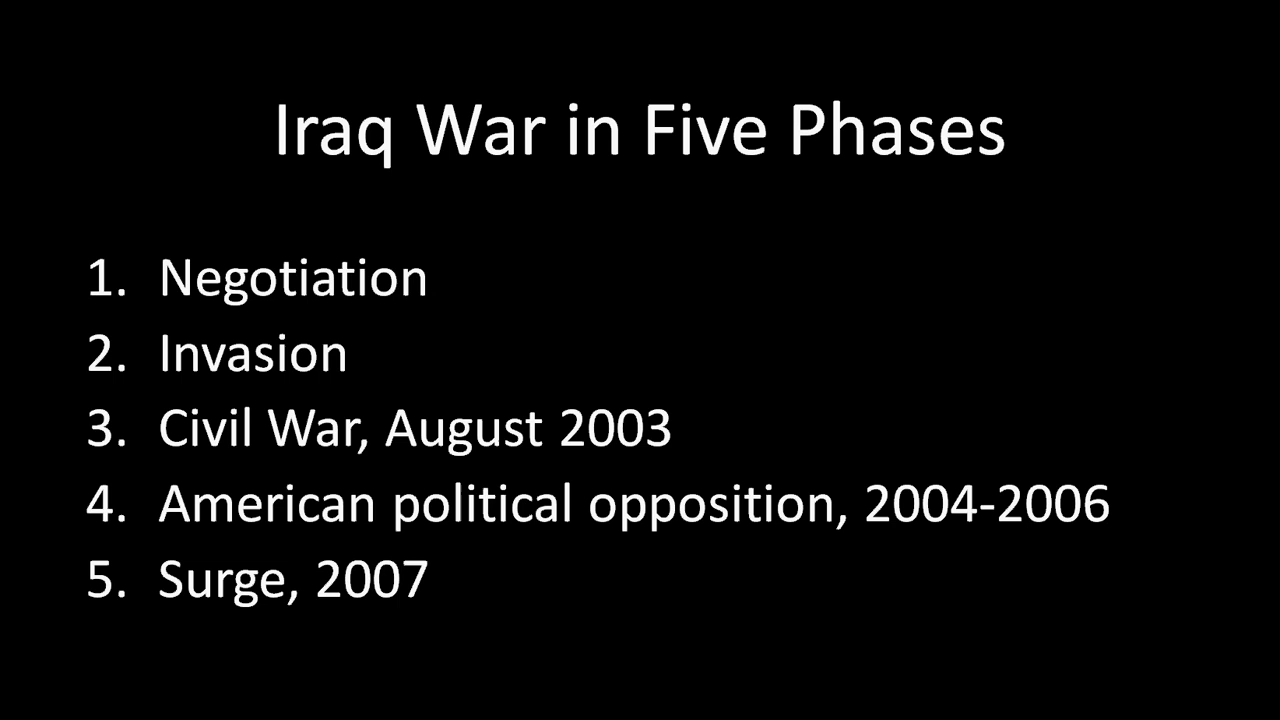 Iraq War in Five Phases
1. Negotiation
2. Invasion
3. Civil War, August 2003
4. American political opposition, 2004-2006
5. Surge, 2007